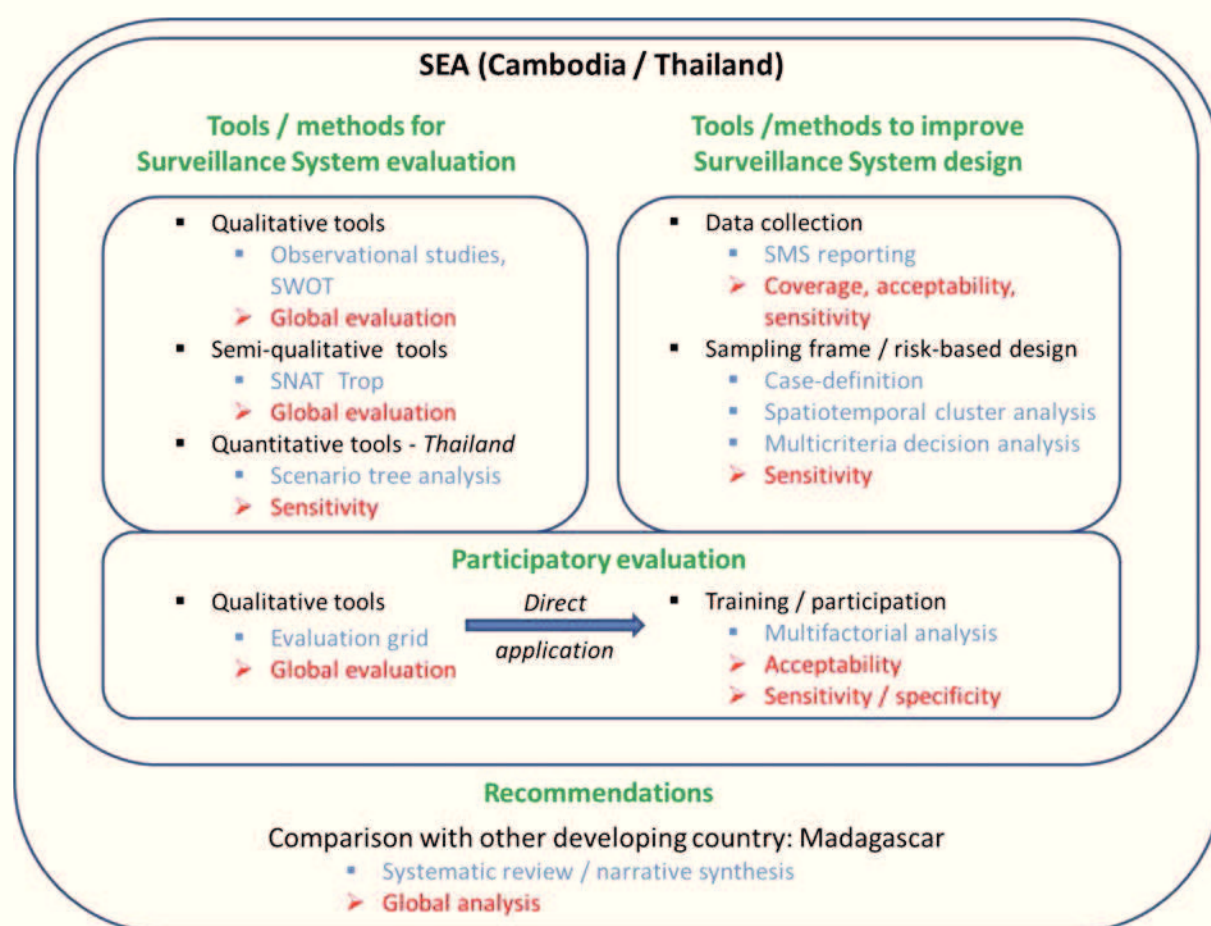 SEA (Cambodia / Thailand)
Tools / methods for
Surveillance System evaluation
▪ Qualitative tools
▪ Observational studies,
SWOT
➢ Global evaluation
▪ Semi-qualitative tools
▪ SNAT Trop
➢ Global evaluation
▪ Quantitative tools - Thailand
▪ Scenario tree analysis
➢ Sensitivity
Tools /methods to improve
Surveillance System design
▪ Data collection
▪ SMS reporting
➢ Coverage, acceptability,
sensitivity
▪ Sampling frame / risk-based design
▪ Case-definition
▪ Spatiotemporal cluster analysis
▪ Multicriteria decision analysis
➢ Sensitivity
Participatory evaluation
▪ Qualitative tools
▪ Evaluation grid
➢ Global evaluation
Direct
application
▪ Training / participation
▪ Multifactorial analysis
➢ Acceptability
➢ Sensitivity / specificity
Recommendations
Comparison with other developing country: Madagascar
▪ Systematic review / narrative synthesis
➢ Global analysis